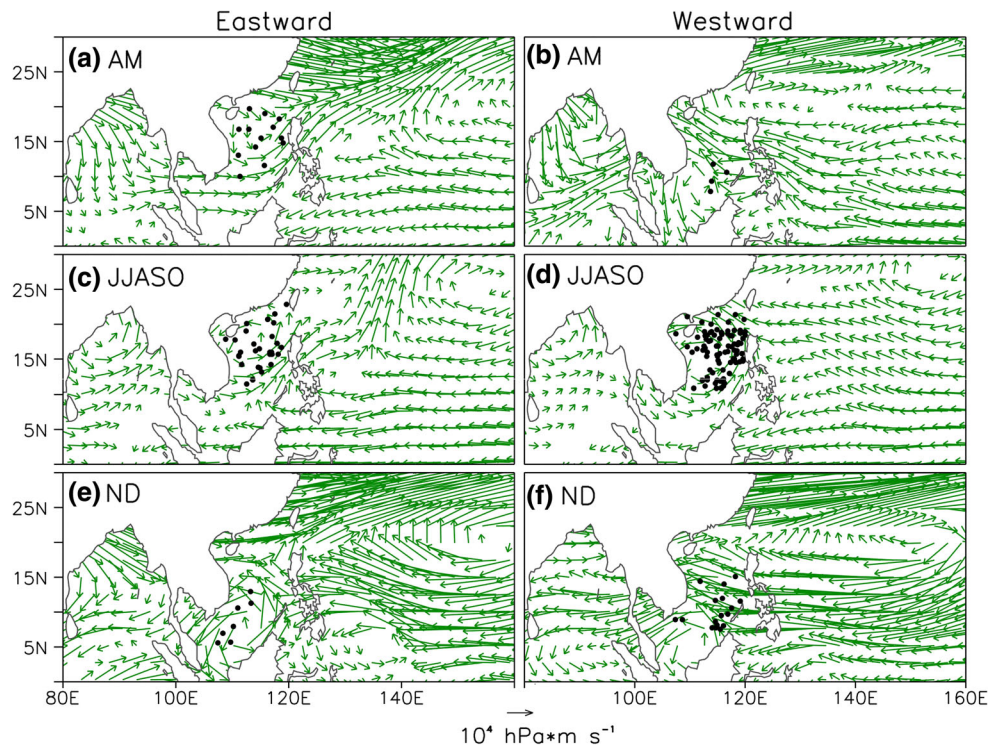 Eastward
Westward
(a) AM
(b) AM
25N
15N
5N
(c) JJASO
(d) JJASO
25N
15N
5N
(e) ND
(f) ND
25N
15N
5N
80E 100E 120E 140E
100E 120E 140E 160E
10⁴ hPa*m s⁻¹